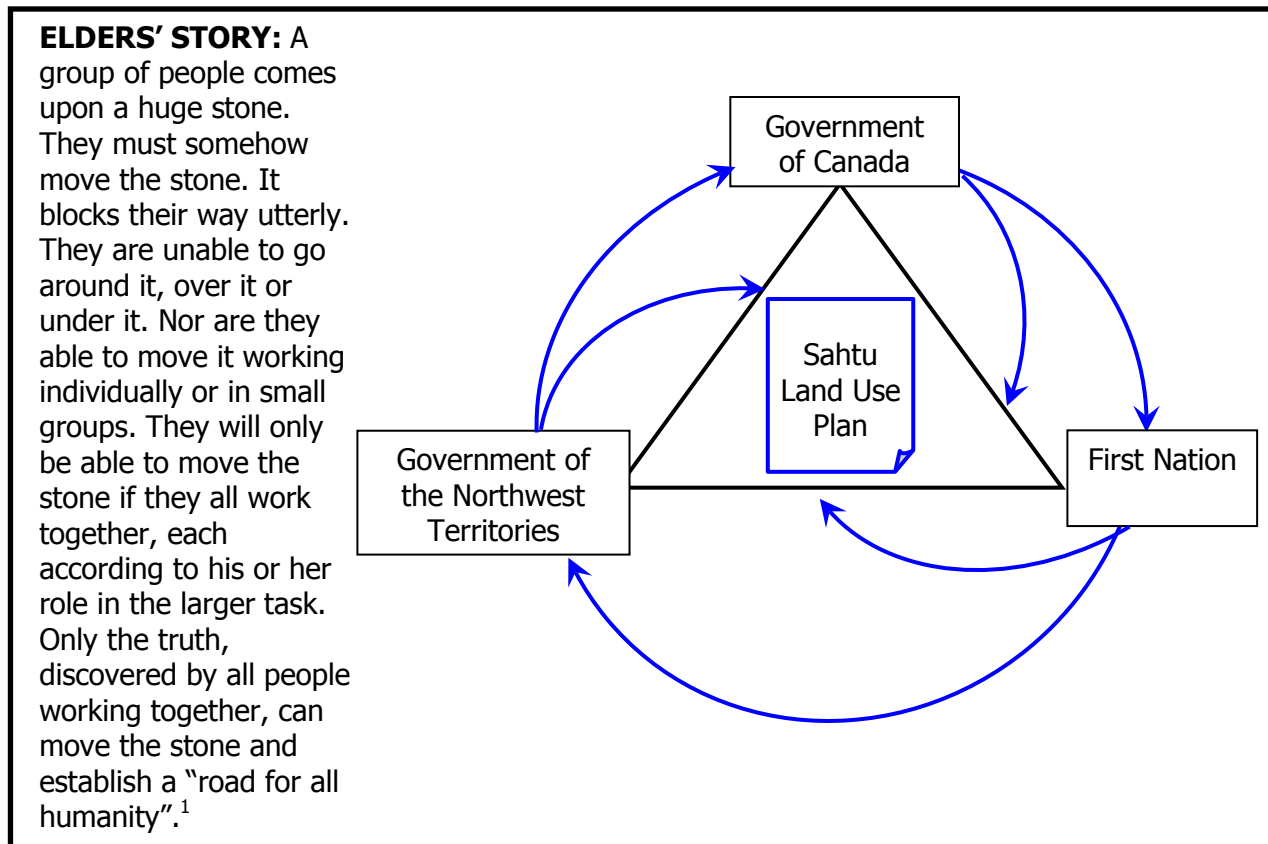 ELDERS’ STORY: A
group of people comes
upon a huge stone.
They must somehow
move the stone. It
blocks their way utterly.
They are unable to go
around it, over it or
under it. Nor are they
able to move it working
individually or in small
groups. They will only
be able to move the
stone if they all work
together, each
according to his or her
role in the larger task.
Only the truth,
discovered by all people
working together, can
move the stone and
establish a “road for all
humanity”.1
Government
of Canada
Sahtu
Land Use
Plan
Government of
the Northwest
Territories
First Nation